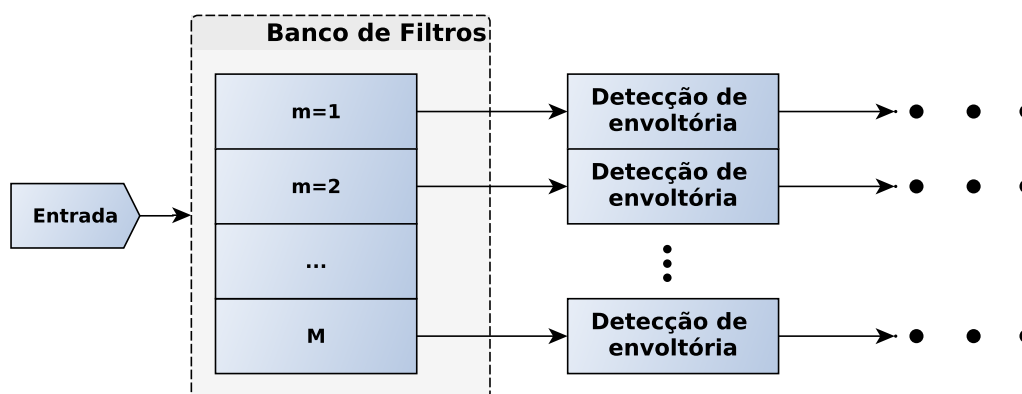 Banco de Filtros
m=1
Detecção de
envoltória
m=2
Detecção de
envoltória
Entrada
...
M
Detecção de
envoltória